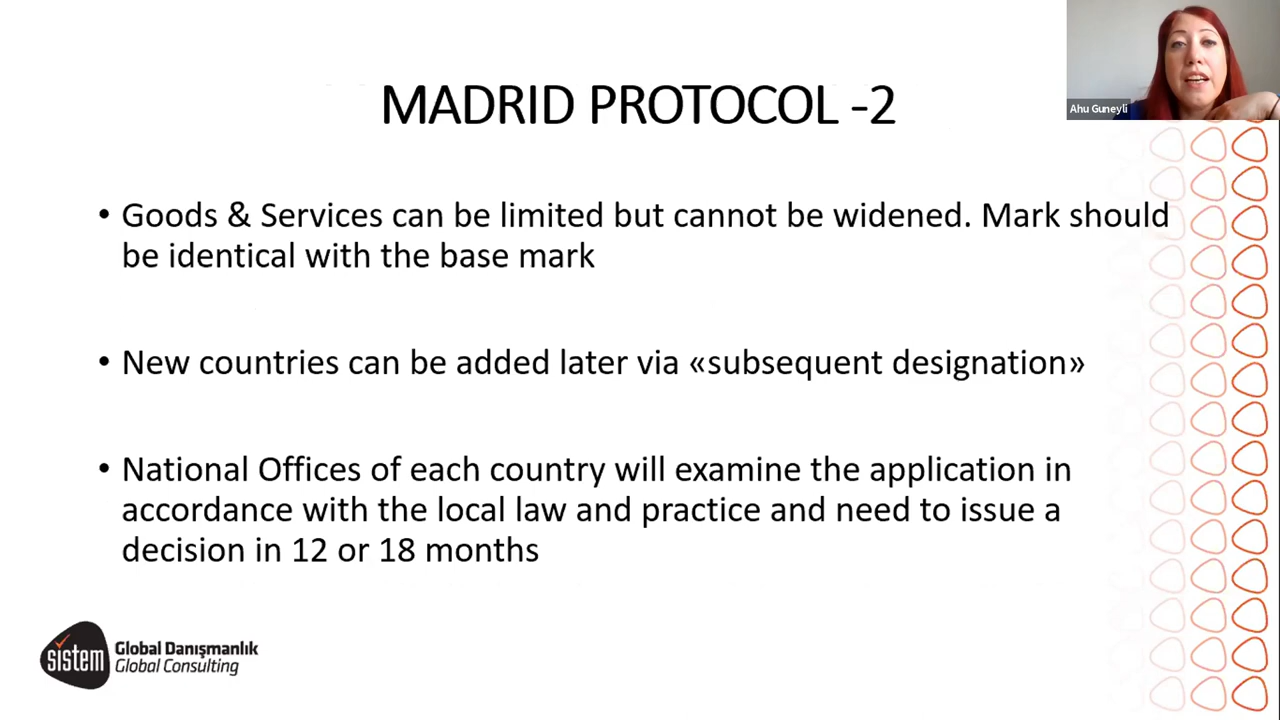 MADRID PROTOCOL -2
Ahu Guneyli
• Goods & Services can be limited but cannot be widened. Mark should
be identical with the base mark
• New countries can be added later via «subsequent designation»
• National Offices of each country will examine the application in
accordance with the local law and practice and need to issue a
decision in 12 or 18 months
sistem
Global Danışmanlık
Global Consulting